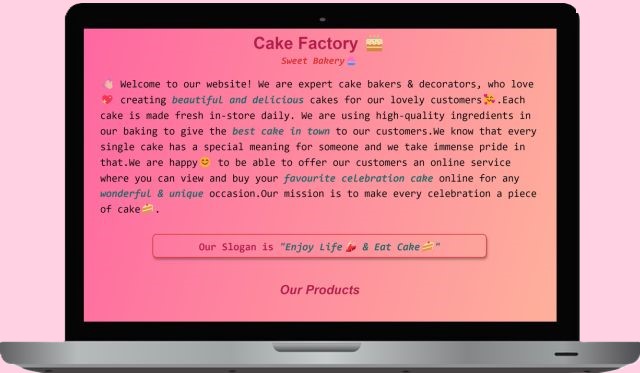 Cake Factory 🍰
Sweet Bakery🧁
👋🏻 Welcome to our website! We are expert cake bakers & decorators, who love
💖 creating beautiful and delicious cakes for our lovely customers🥰.Each
cake is made fresh in-store daily. We are using high-quality ingredients in
our baking to give the best cake in town to our customers.We know that every
single cake has a special meaning for someone and we take immense pride in
that.We are happy😊 to be able to offer our customers an online service
where you can view and buy your favourite celebration cake online for any
wonderful & unique occasion.Our mission is to make every celebration a piece
of cake🍰.
Our Slogan is "Enjoy Life💃 & Eat Cake🍰"
Our Products